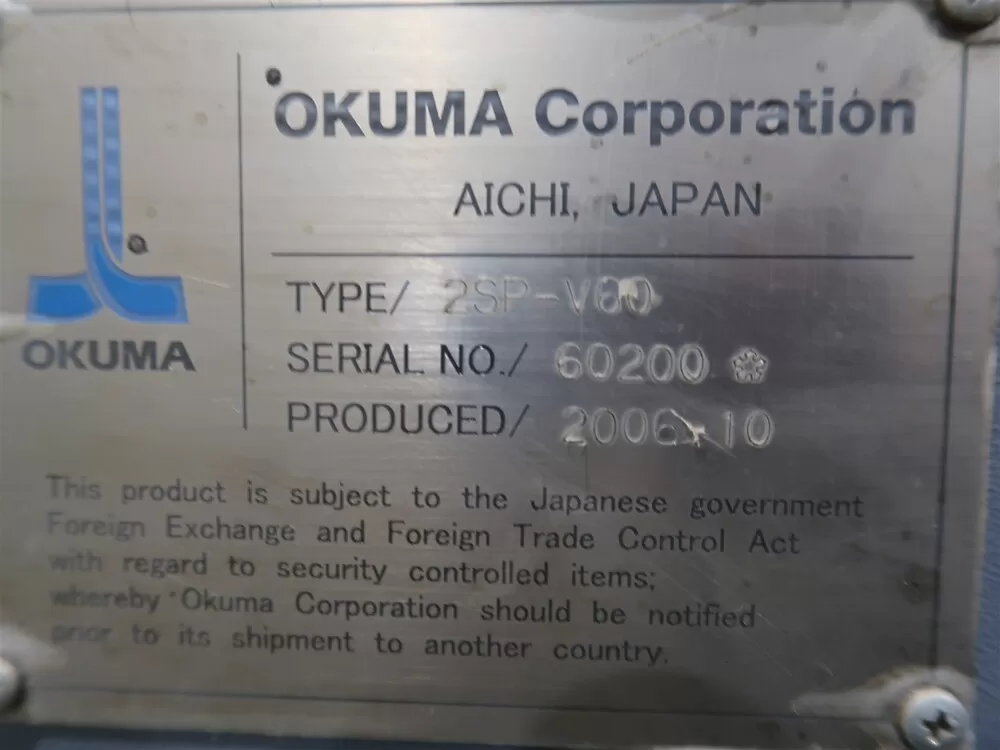 OKUMA
OKUMA Corporation
AICHI, JAPAN
TYPE/ 2SP-V60
SERIAL NO./ 60200
PRODUCED/ 2006 10
This product is subject to the Japanese government
Foreign Exchange and Foreign Trade Control Act
with regard to security controlled items;
whereby Okuma Corporation should be notified
prior to its shipment to another country.